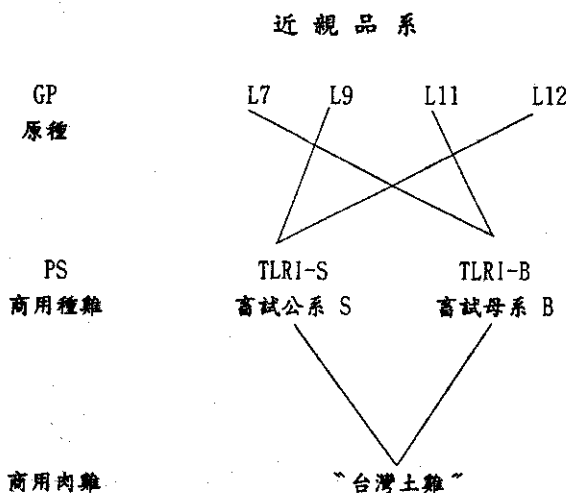 近親品系
GP L7 L9 L11 L12
原種
PS TLRI-S TLRI-B
商用種雞 畜試公系 S 畜試母系 B
商用肉雞 〝台灣土雞〞